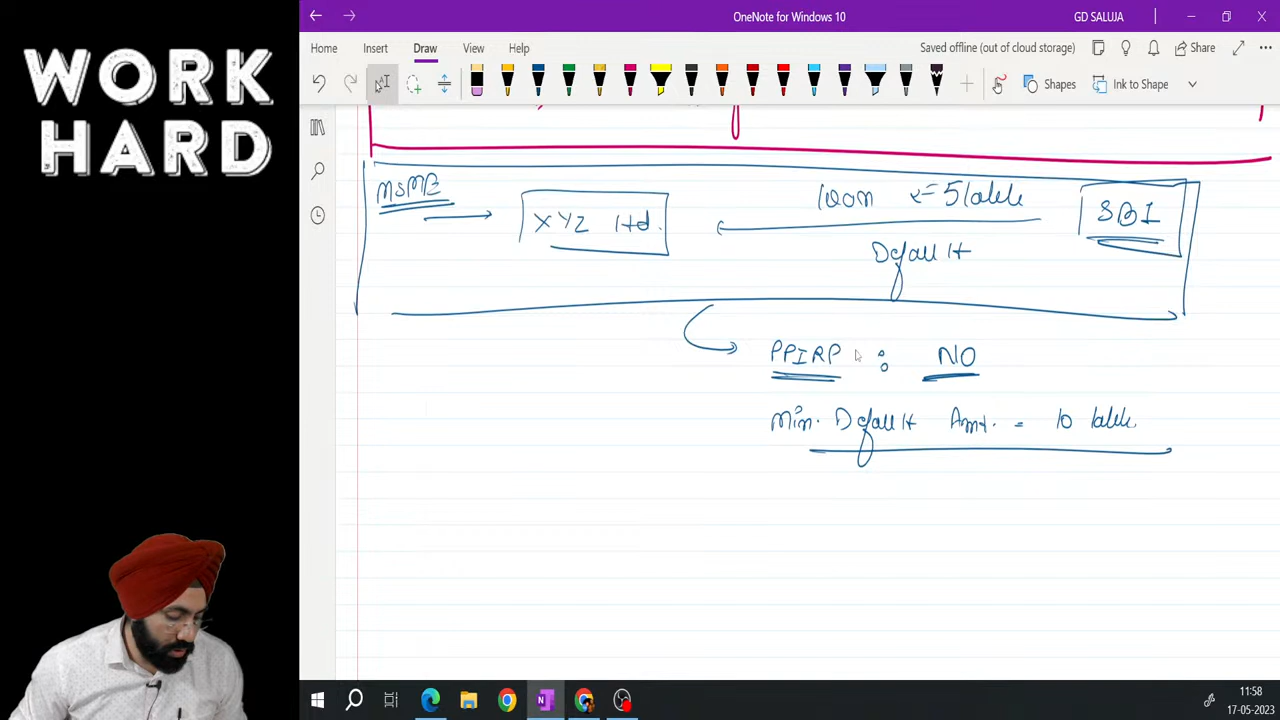 WORK
HARD
OneNote for Windows 10
GD SALUJA
Home Insert Draw View Help
Saved offline (out of cloud storage)
Share
Shapes
Ink to Shape
MSME
XYZ Ltd.
loan ₹=5 lakh
SBI
Default
PPIRP : NO
Min. Default Amt. = 10 lakh
11:58
17-05-2023